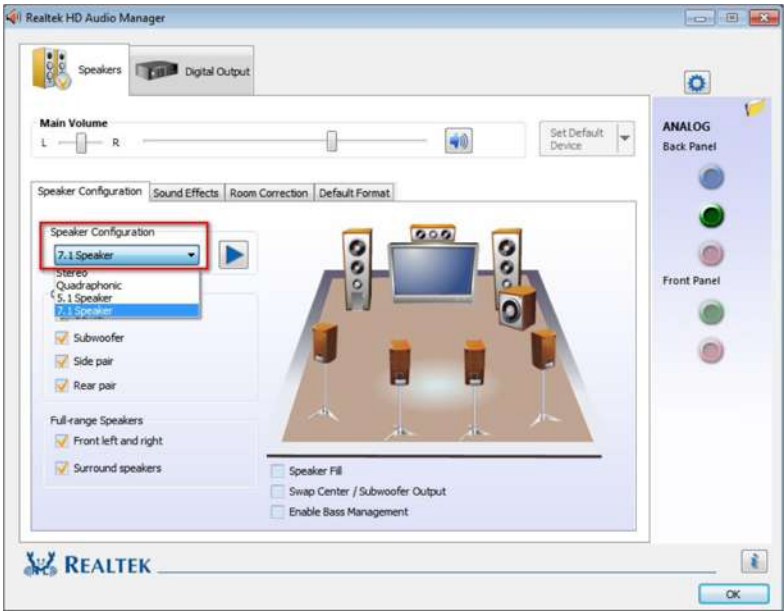 Realtek HD Audio Manager
Speakers
Digital Output
Main Volume
L
R
Set Default
Device
Speaker Configuration
Sound Effects
Room Correction
Default Format
Speaker Configuration
7.1 Speaker
Stereo
Quadraphonic
5.1 Speaker
7.1 Speaker
Subwoofer
Side pair
Rear pair
Full-range Speakers
Front left and right
Surround speakers
Speaker Fill
Swap Center / Subwoofer Output
Enable Bass Management
ANALOG
Back Panel
Front Panel
REALTEK
OK